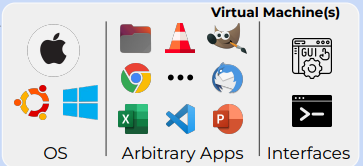 Virtual Machine(s)
GUI
OS
Arbitrary Apps
Interfaces